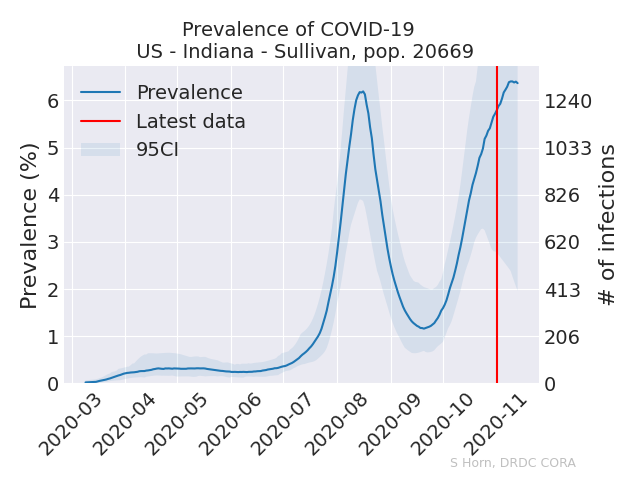 Prevalence of COVID-19
US - Indiana - Sullivan, pop. 20669
Prevalence
Latest data
95CI
Prevalence (%)
6
5
4
3
2
1
0
1240
1033
826
620
413
206
0
# of infections
2020-03
2020-04
2020-05
2020-06
2020-07
2020-08
2020-09
2020-10
2020-11
S Horn, DRDC CORA